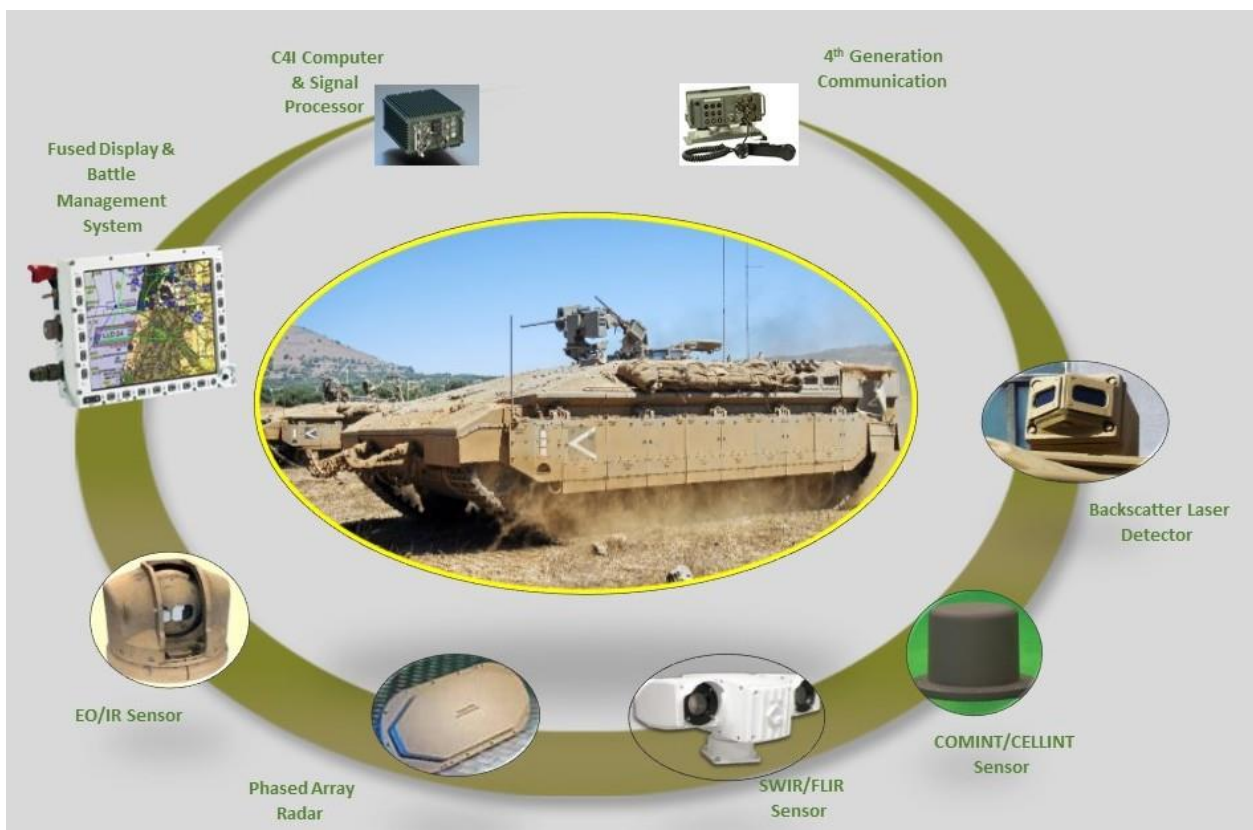 C4I Computer
& Signal
Processor
4th Generation
Communication
Fused Display &
Battle
Management
System
Backscatter Laser
Detector
EO/IR Sensor
COMINT/CELLINT
Sensor
Phased Array
Radar
SWIR/FLIR
Sensor